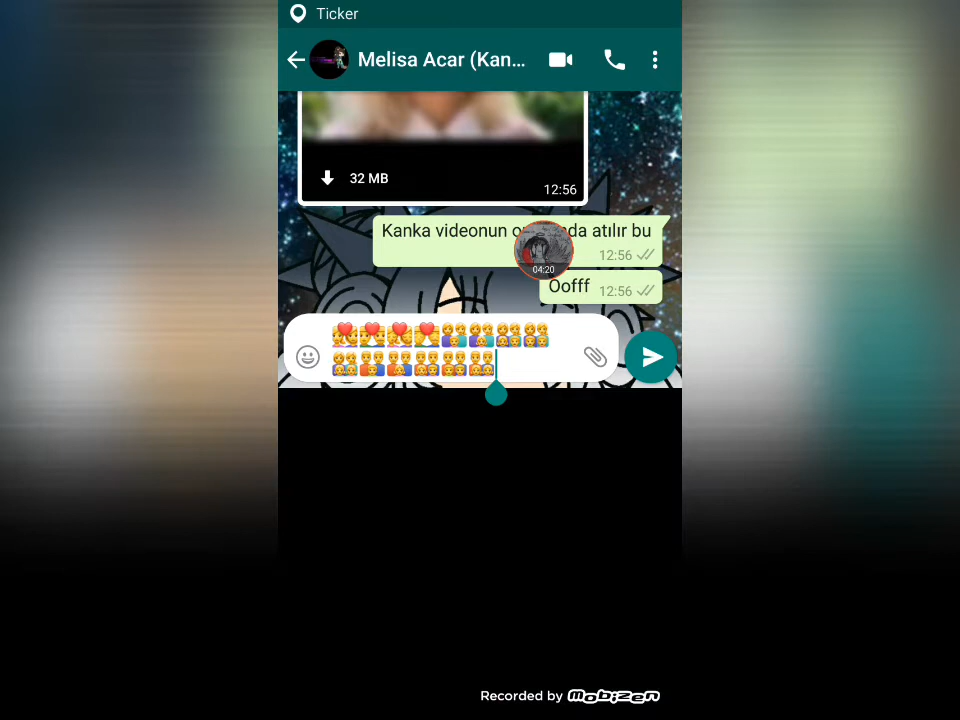 Ticker
Melisa Acar (Kan...
32 MB
12:56
Kanka videonun atılır bu
12:56
04:20
Oofff
12:56
Recorded by Mobizen